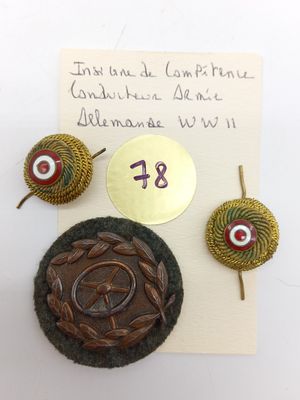 Insigne de Compétence
Conducteur Armée
Allemande WW II
78